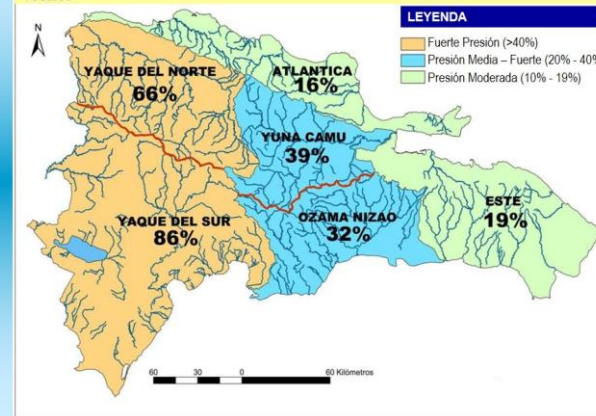 LEYENDA
Fuerte Presión (>40%)
Presión Media – Fuerte (20% - 40%
Presión Moderada (10% - 19%)
N
YAQUE DEL NORTE
66%
ATLANTICA
16%
YUNA CAMU
39%
YAQUE DEL SUR
86%
OZAMA NIZAO
32%
ESTE
19%
60 30 0 60 Kilómetros